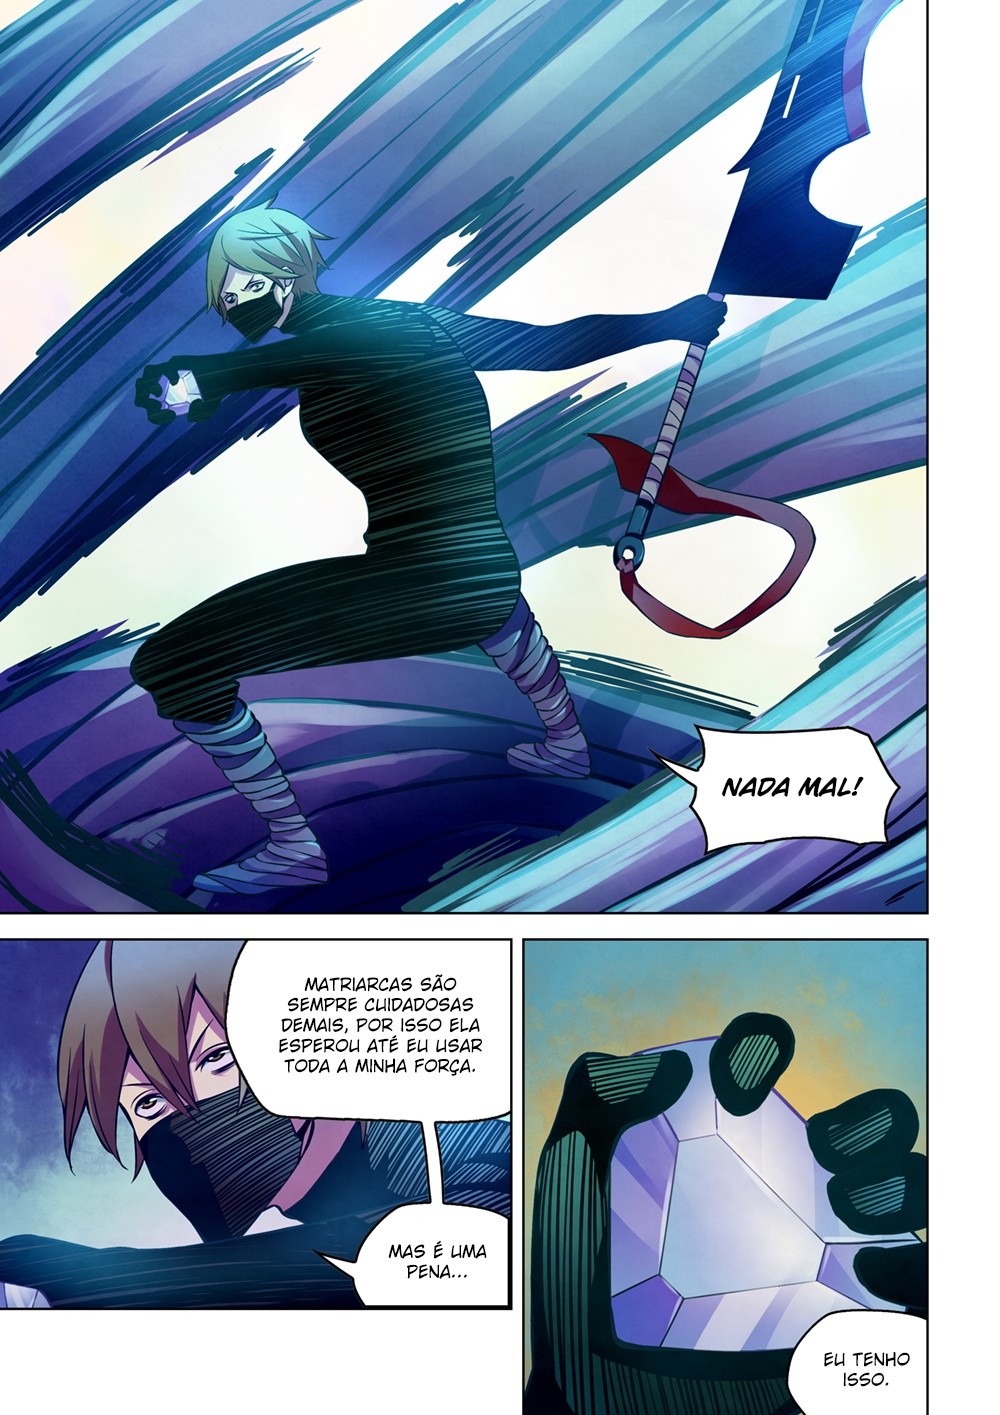 NADA MAL!
MATRIARCAS SÃO
SEMPRE CUIDADOSAS
DEMAIS, POR ISSO ELA
ESPEROU ATÉ EU USAR
TODA A MINHA FORÇA.
MAS É UMA
PENA...
EU TENHO
ISSO.